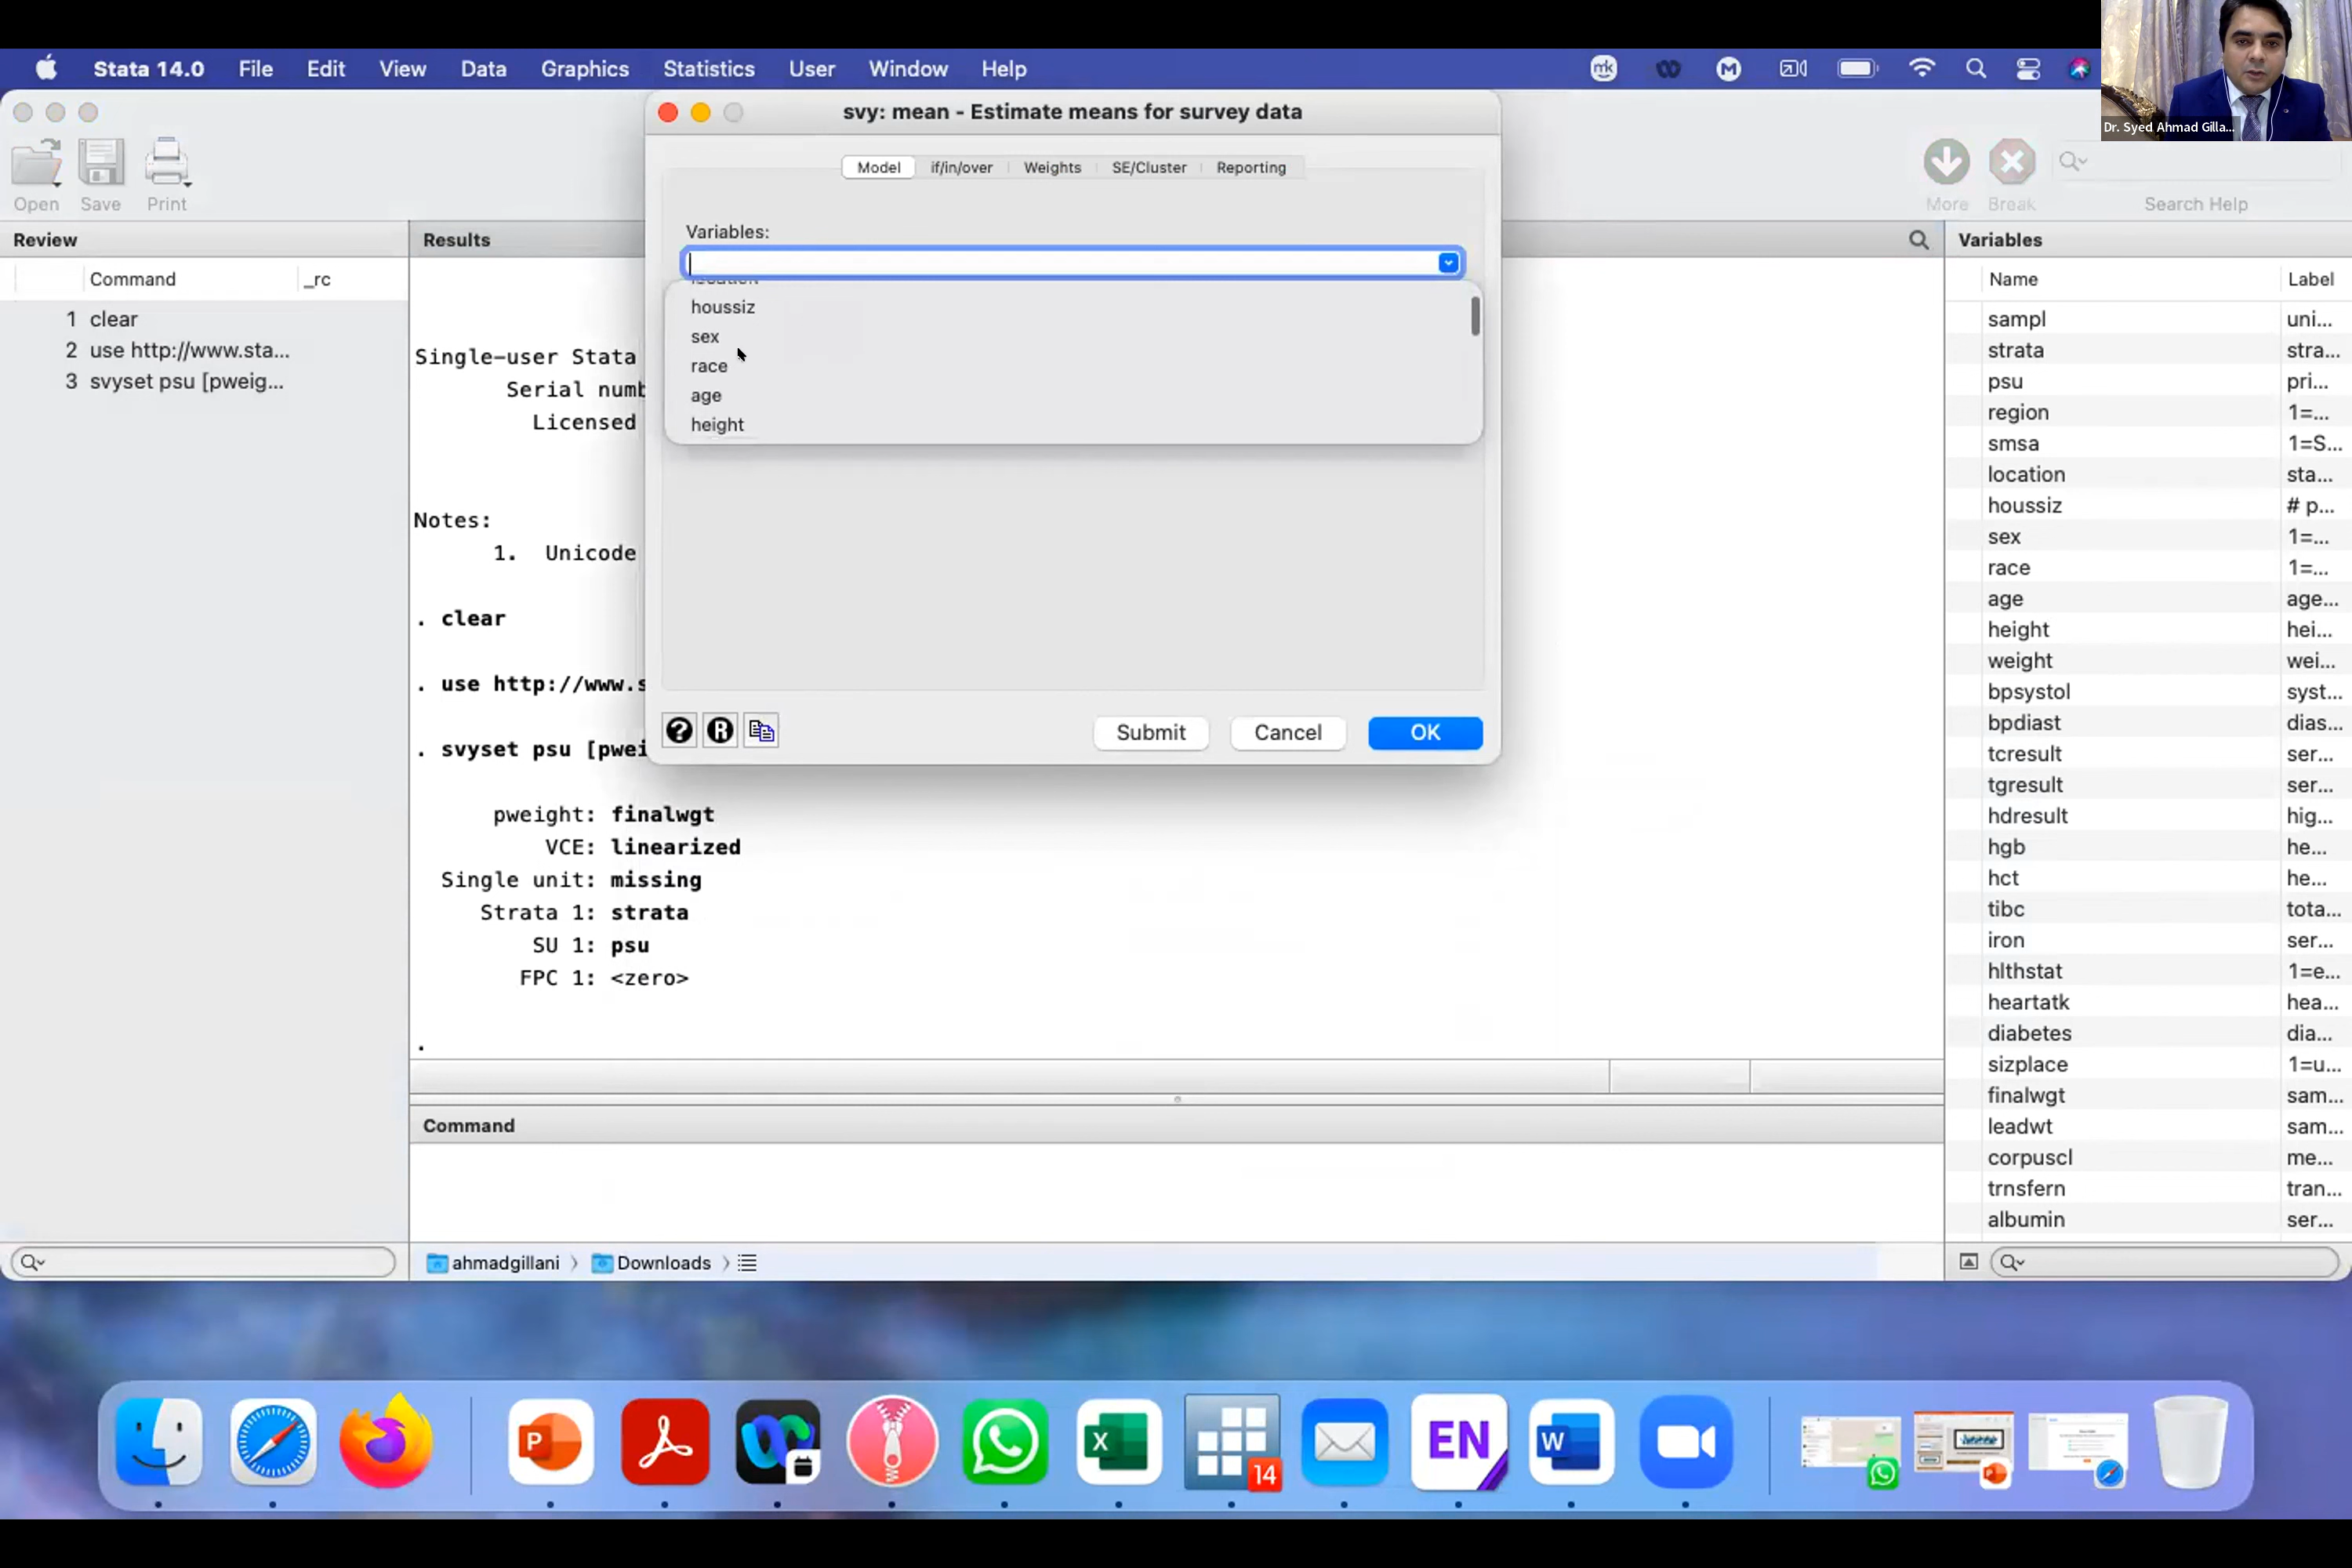 Stata 14.0 File Edit View Data Graphics Statistics User Window Help
Dr. Syed Ahmad Gilla...
svy: mean - Estimate means for survey data
Open Save Print
More Break Search Help
Model if/in/over Weights SE/Cluster Reporting
Variables:
location
houssiz
sex
race
age
height
Submit Cancel OK
Review
Command _rc
1 clear
2 use http://www.sta...
3 svyset psu [pweig...
Results
Single-user Stata
Serial numb
Licensed
Notes:
1. Unicode
. clear
. use http://www.s
. svyset psu [pwei
pweight: finalwgt
VCE: linearized
Single unit: missing
Strata 1: strata
SU 1: psu
FPC 1: <zero>
.
Command
ahmadgillani Downloads
Variables
Name Label
sampl uni...
strata stra...
psu pri...
region 1=...
smsa 1=S...
location sta...
houssiz # p...
sex 1=...
race 1=...
age age...
height hei...
weight wei...
bpsystol syst...
bpdiast dias...
tcresult ser...
tgresult ser...
hdresult hig...
hgb he...
hct he...
tibc tota...
iron ser...
hlthstat 1=e...
heartatk hea...
diabetes dia...
sizplace 1=u...
finalwgt sam...
leadwt sam...
corpuscl me...
trnsfern tran...
albumin ser...
P X 14 EN W